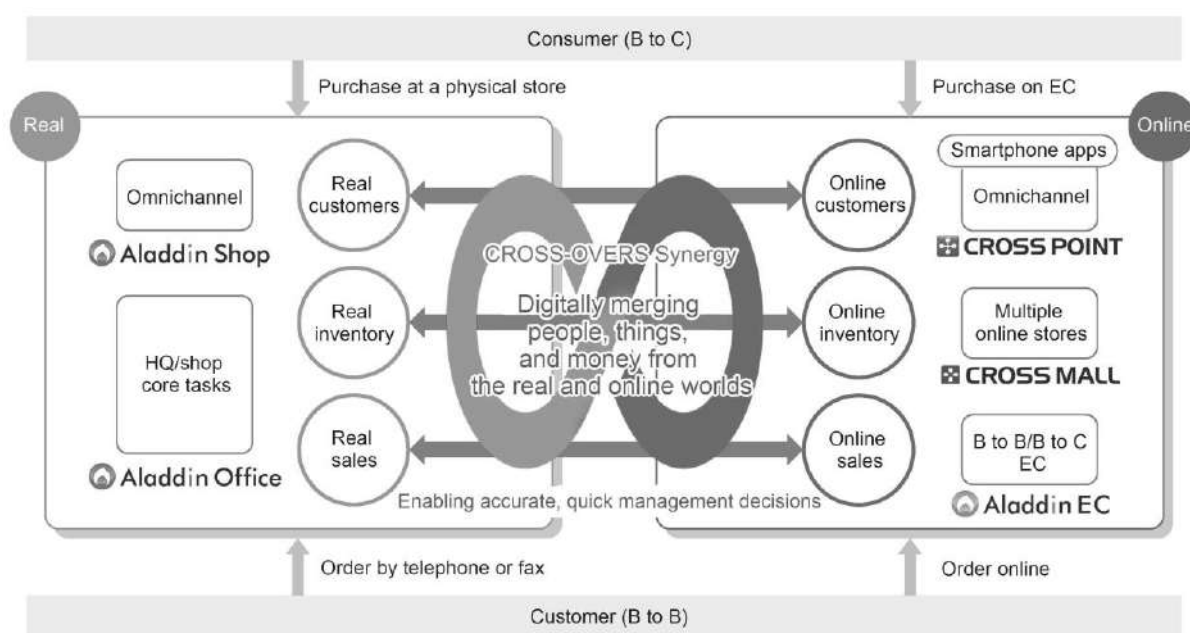 Consumer (B to C)
Purchase at a physical store
Purchase on EC
Real
Online
Omnichannel
Aladdin Shop
HQ/shop
core tasks
Aladdin Office
Real
customers
Real
inventory
Real
sales
CROSS-OVERS Synergy
Digitally merging
people, things,
and money from
the real and online worlds
Enabling accurate, quick management decisions
Online
customers
Online
inventory
Online
sales
Smartphone apps
Omnichannel
CROSS POINT
Multiple
online stores
CROSS MALL
B to B/B to C
EC
Aladdin EC
Order by telephone or fax
Order online
Customer (B to B)